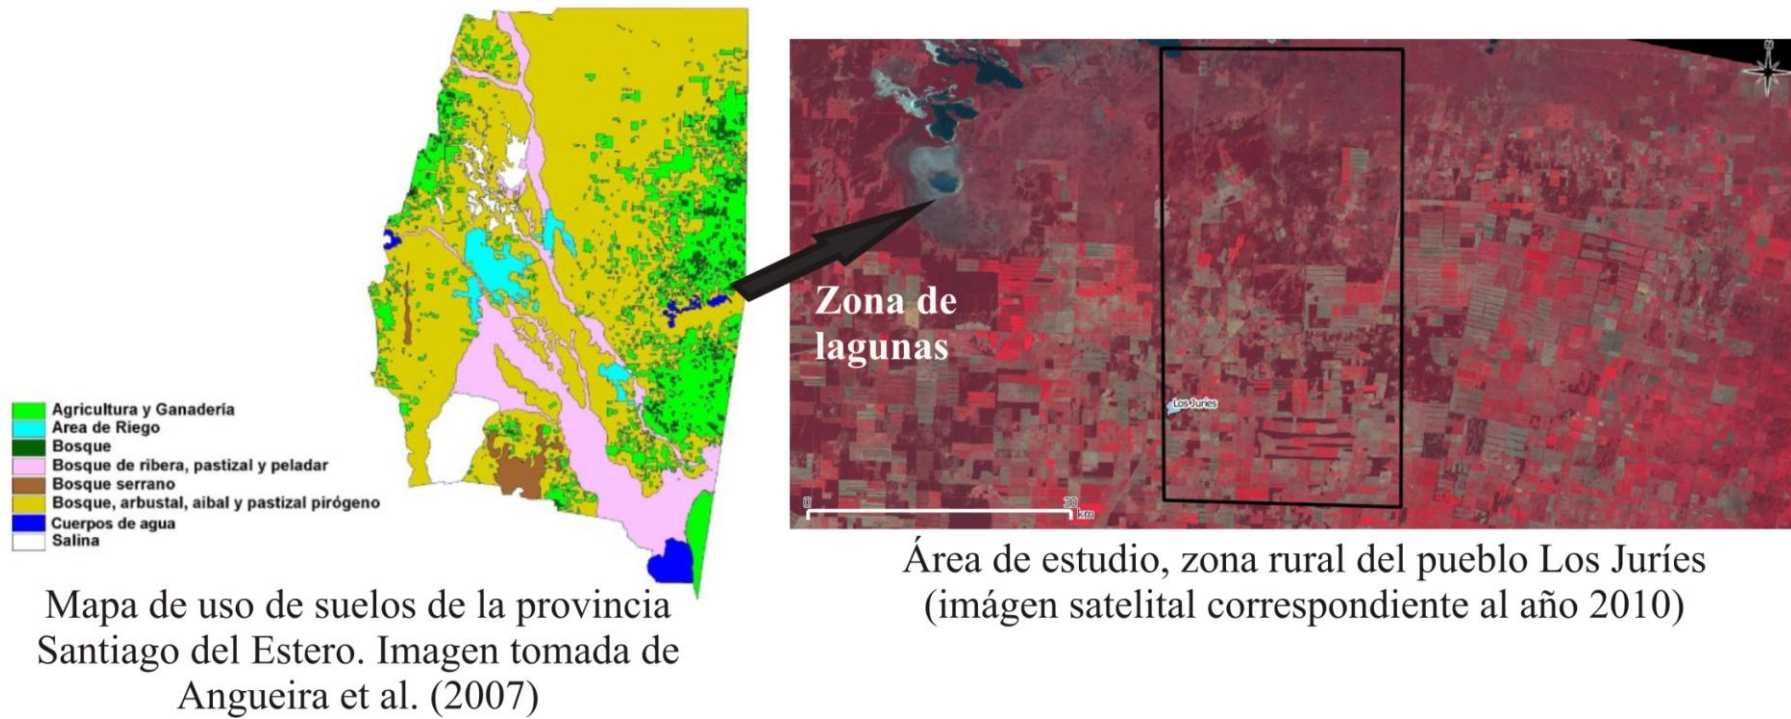 Agricultura y Ganadería
Area de Riego
Bosque
Bosque de ribera, pastizal y peladar
Bosque serrano
Bosque, arbustal, aibal y pastizal pirógeno
Cuerpos de agua
Salina
Mapa de uso de suelos de la provincia
Santiago del Estero. Imagen tomada de
Angueira et al. (2007)
N
Zona de
lagunas
Los Juríes
0
km
Área de estudio, zona rural del pueblo Los Juríes
(imágen satelital correspondiente al año 2010)